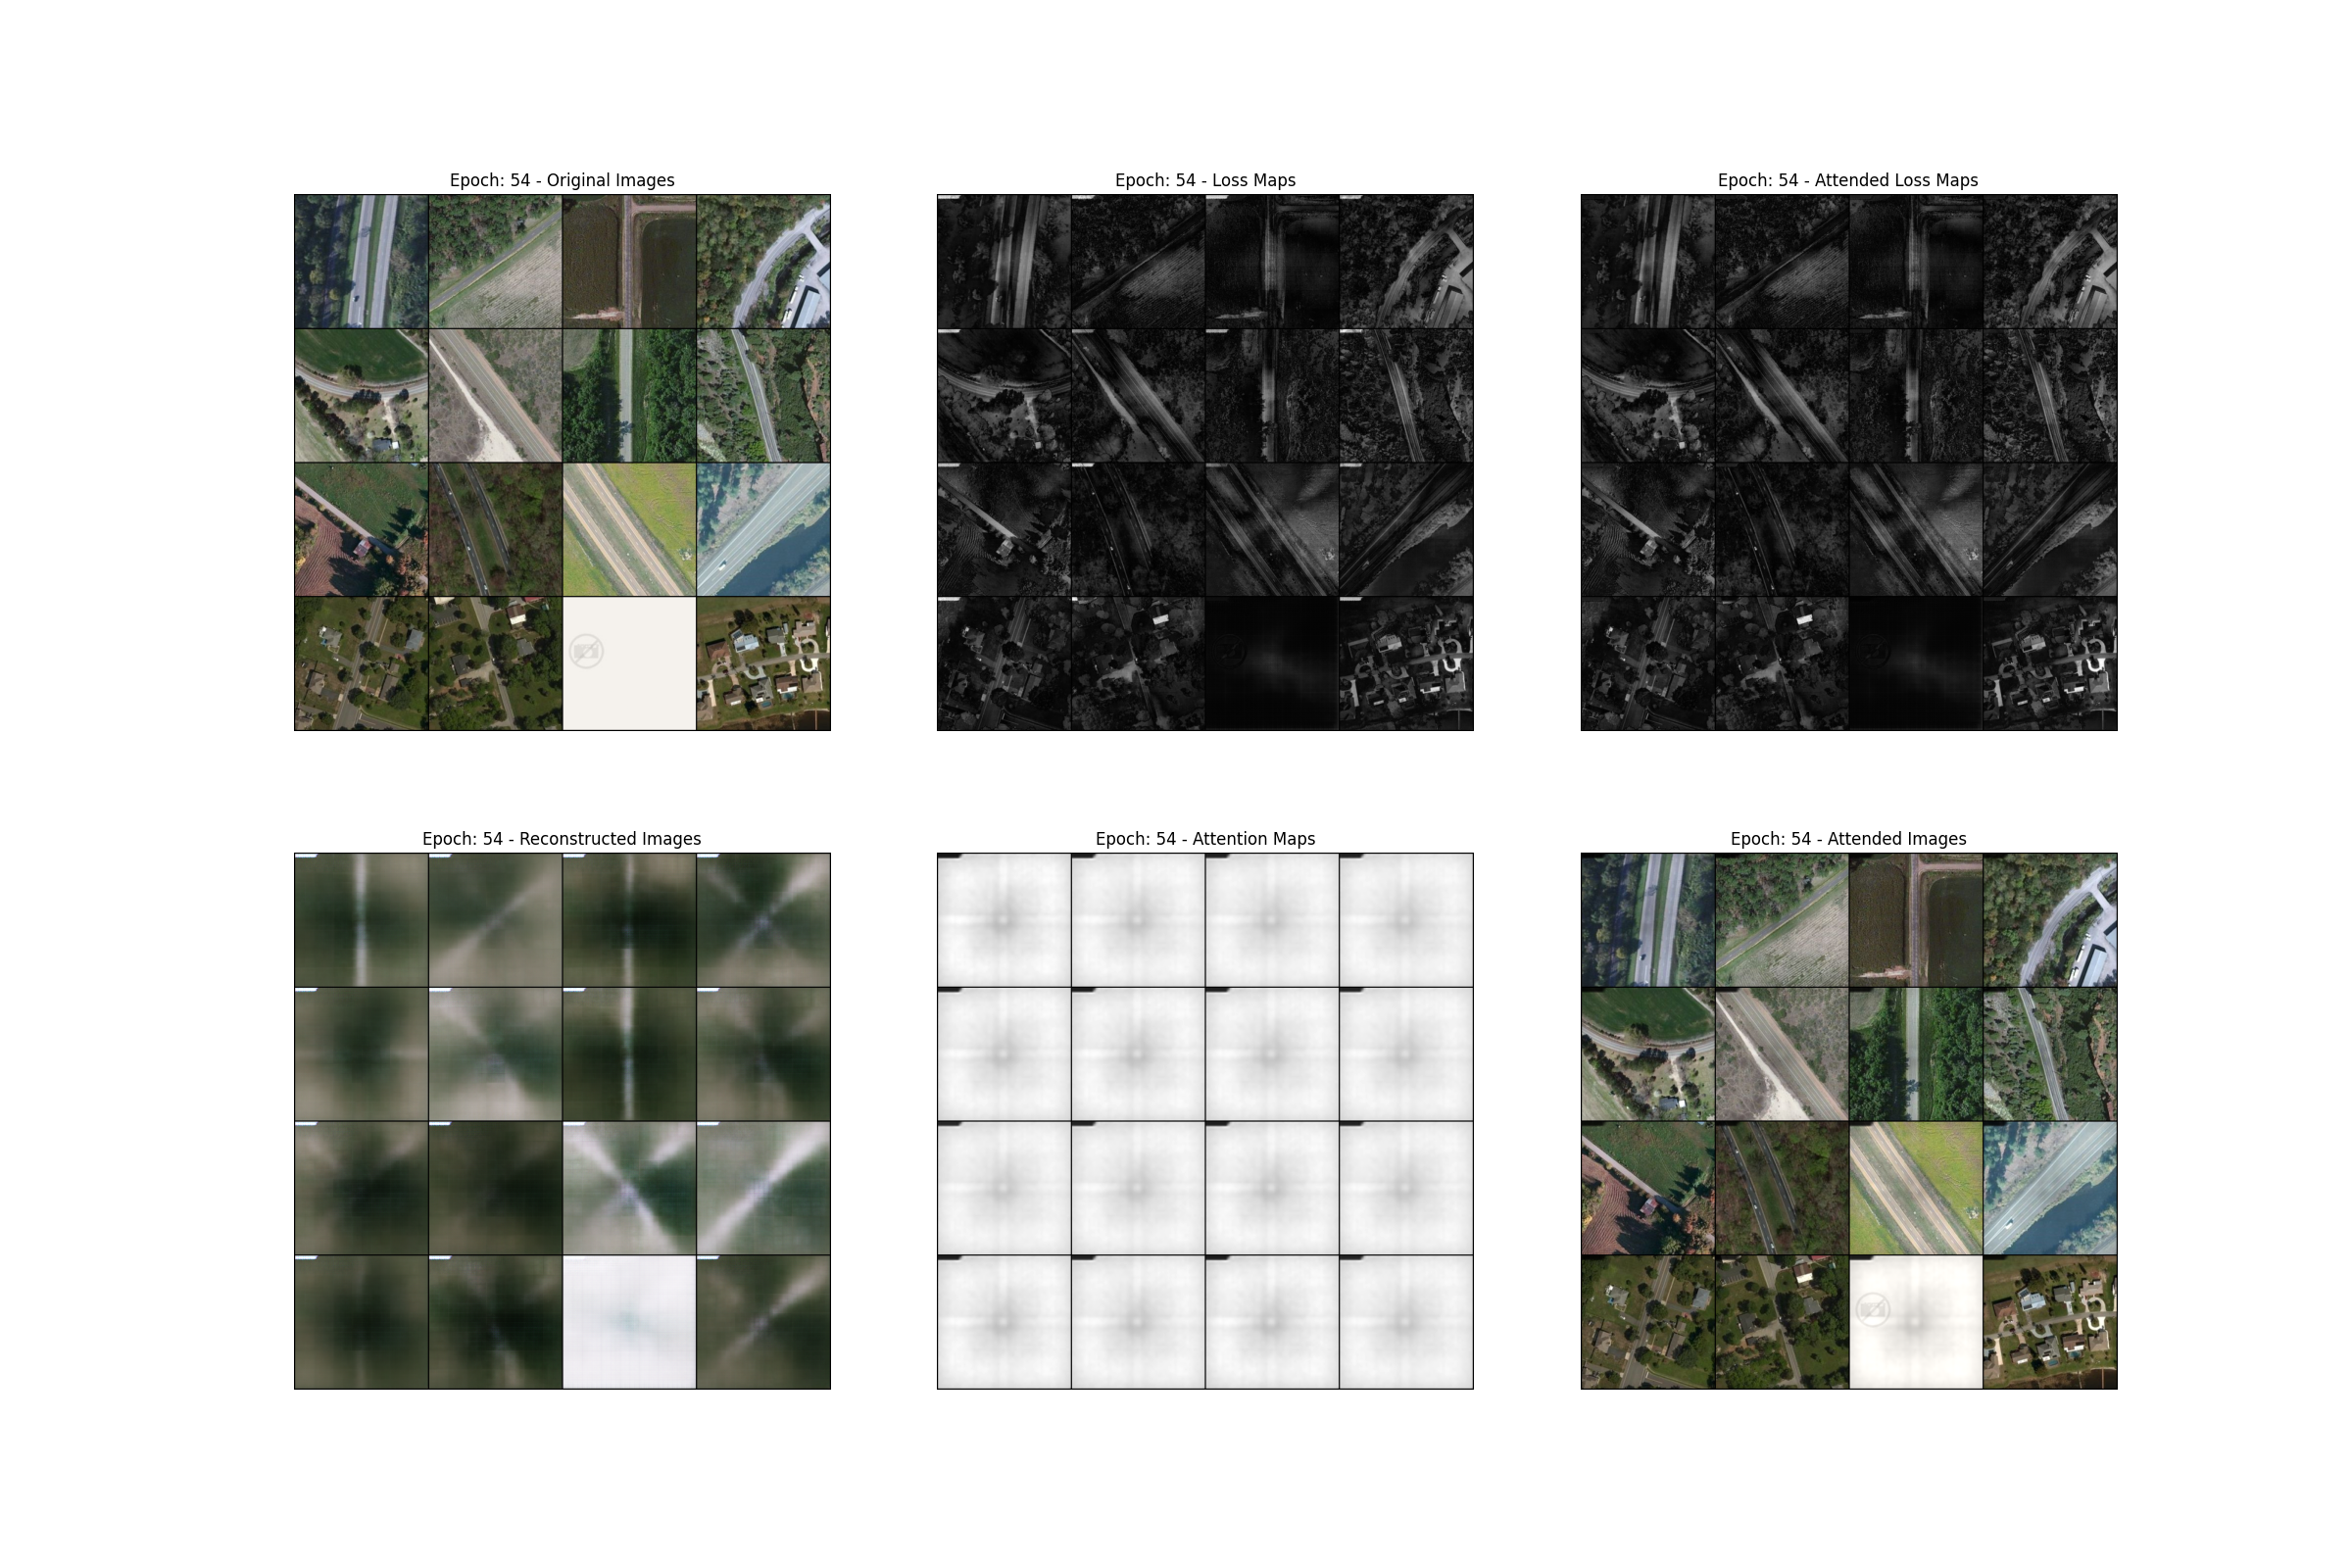 Epoch: 54 - Original Images
Epoch: 54 - Loss Maps
Epoch: 54 - Attended Loss Maps
Epoch: 54 - Reconstructed Images
Epoch: 54 - Attention Maps
Epoch: 54 - Attended Images